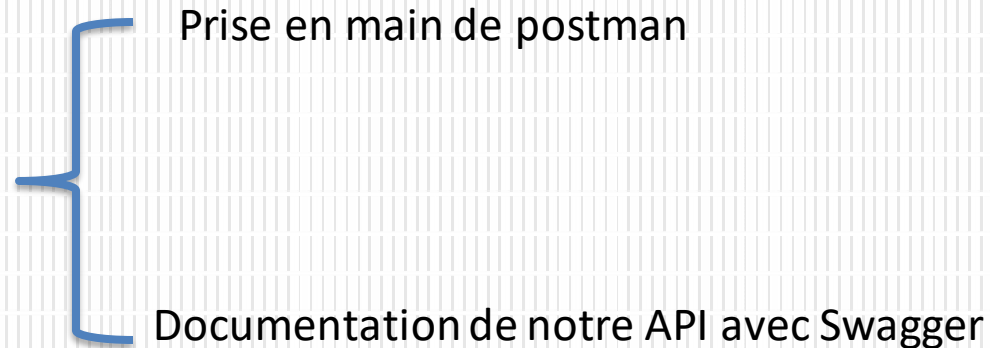 Prise en main de postman
Documentation de notre API avec Swagger